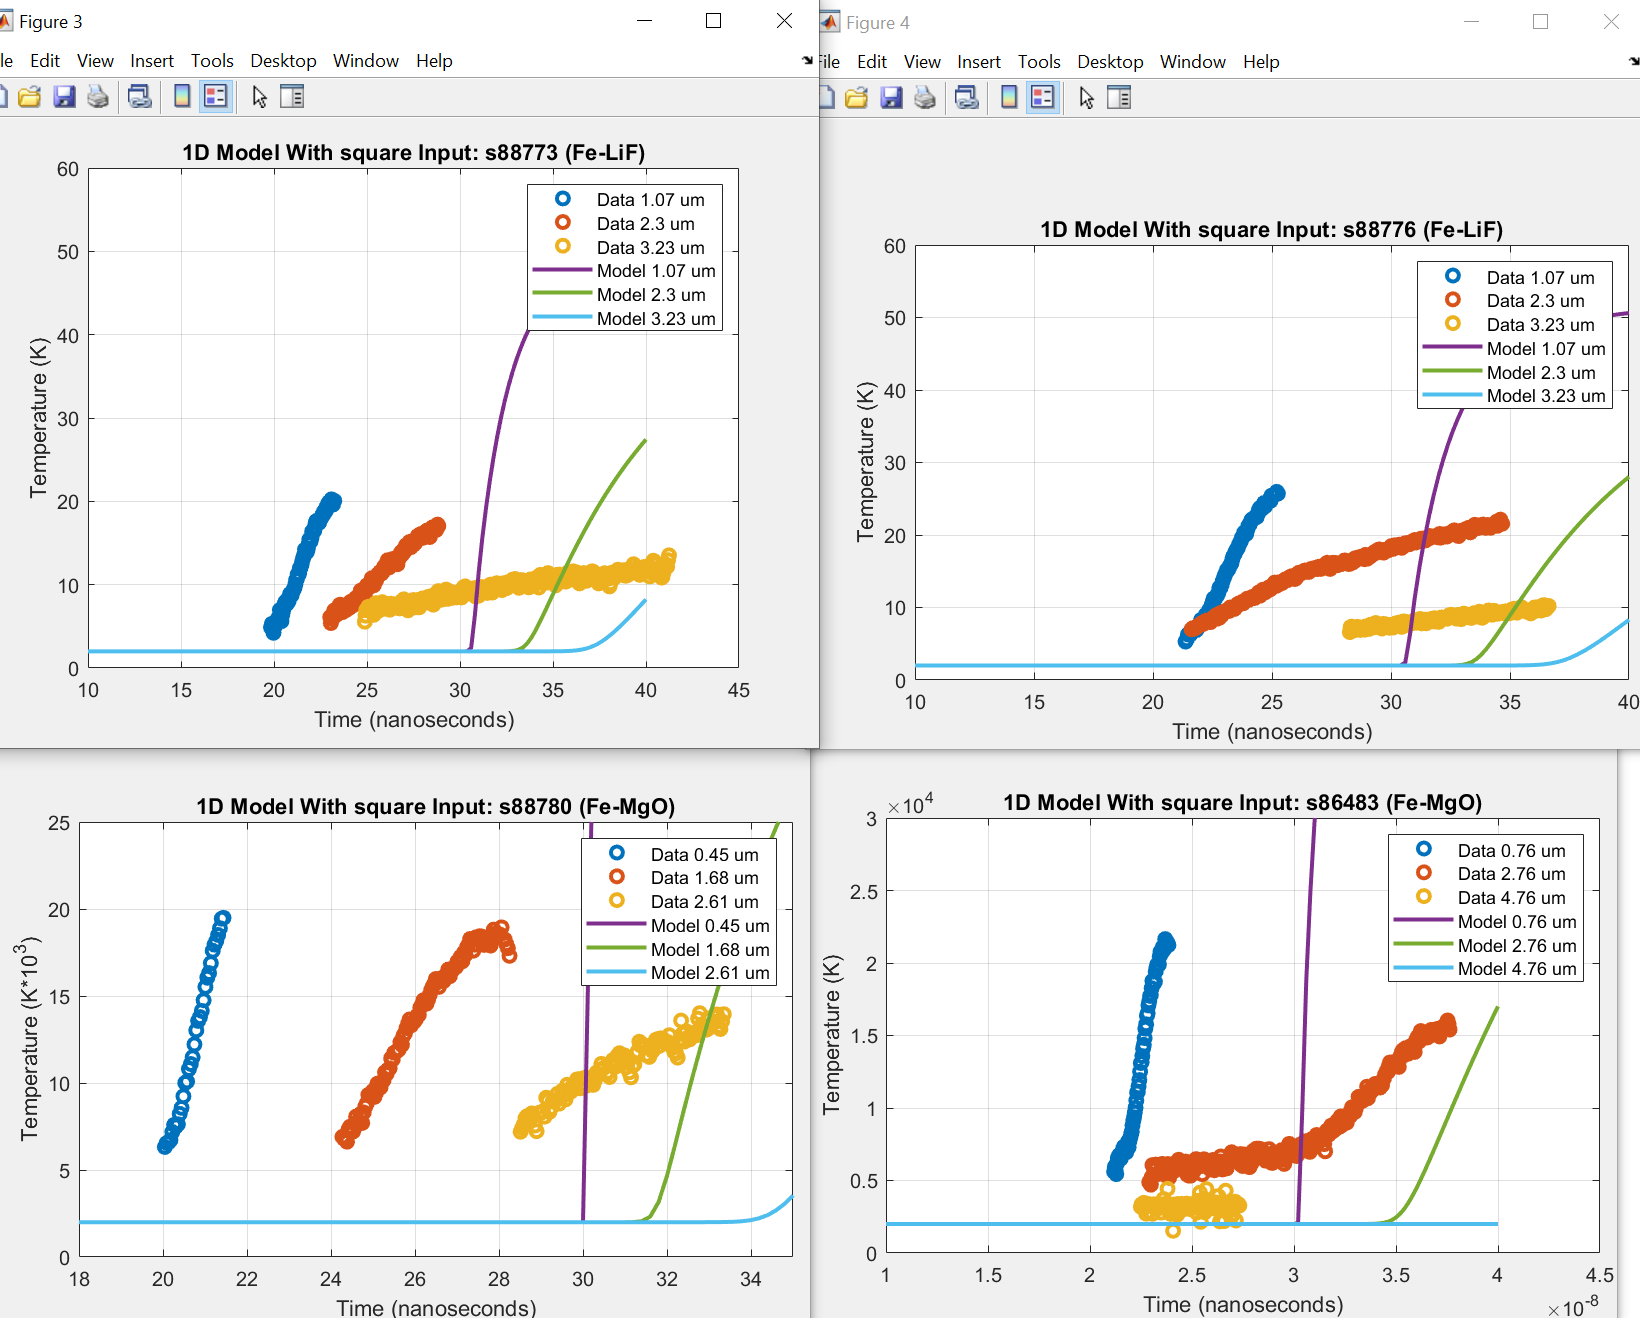 Figure 3
le Edit View Insert Tools Desktop Window Help
1D Model With square Input: s88773 (Fe-LiF)
60
50
40
30
20
10
0
Temperature (K)
Data 1.07 um
Data 2.3 um
Data 3.23 um
Model 1.07 um
Model 2.3 um
Model 3.23 um
10 15 20 25 30 35 40 45
Time (nanoseconds)
Figure 4
File Edit View Insert Tools Desktop Window Help
1D Model With square Input: s88776 (Fe-LiF)
60
50
40
30
20
10
0
Temperature (K)
Data 1.07 um
Data 2.3 um
Data 3.23 um
Model 1.07 um
Model 2.3 um
Model 3.23 um
10 15 20 25 30 35 40
Time (nanoseconds)
1D Model With square Input: s88780 (Fe-MgO)
25
20
15
10
5
0
Temperature (K*10³)
Data 0.45 um
Data 1.68 um
Data 2.61 um
Model 0.45 um
Model 1.68 um
Model 2.61 um
18 20 22 24 26 28 30 32 34
Time (nanoseconds)
×10⁴
1D Model With square Input: s86483 (Fe-MgO)
3
2.5
2
1.5
1
0.5
0
Temperature (K)
Data 0.76 um
Data 2.76 um
Data 4.76 um
Model 0.76 um
Model 2.76 um
Model 4.76 um
1 1.5 2 2.5 3 3.5 4 4.5
Time (nanoseconds)
×10⁻⁸